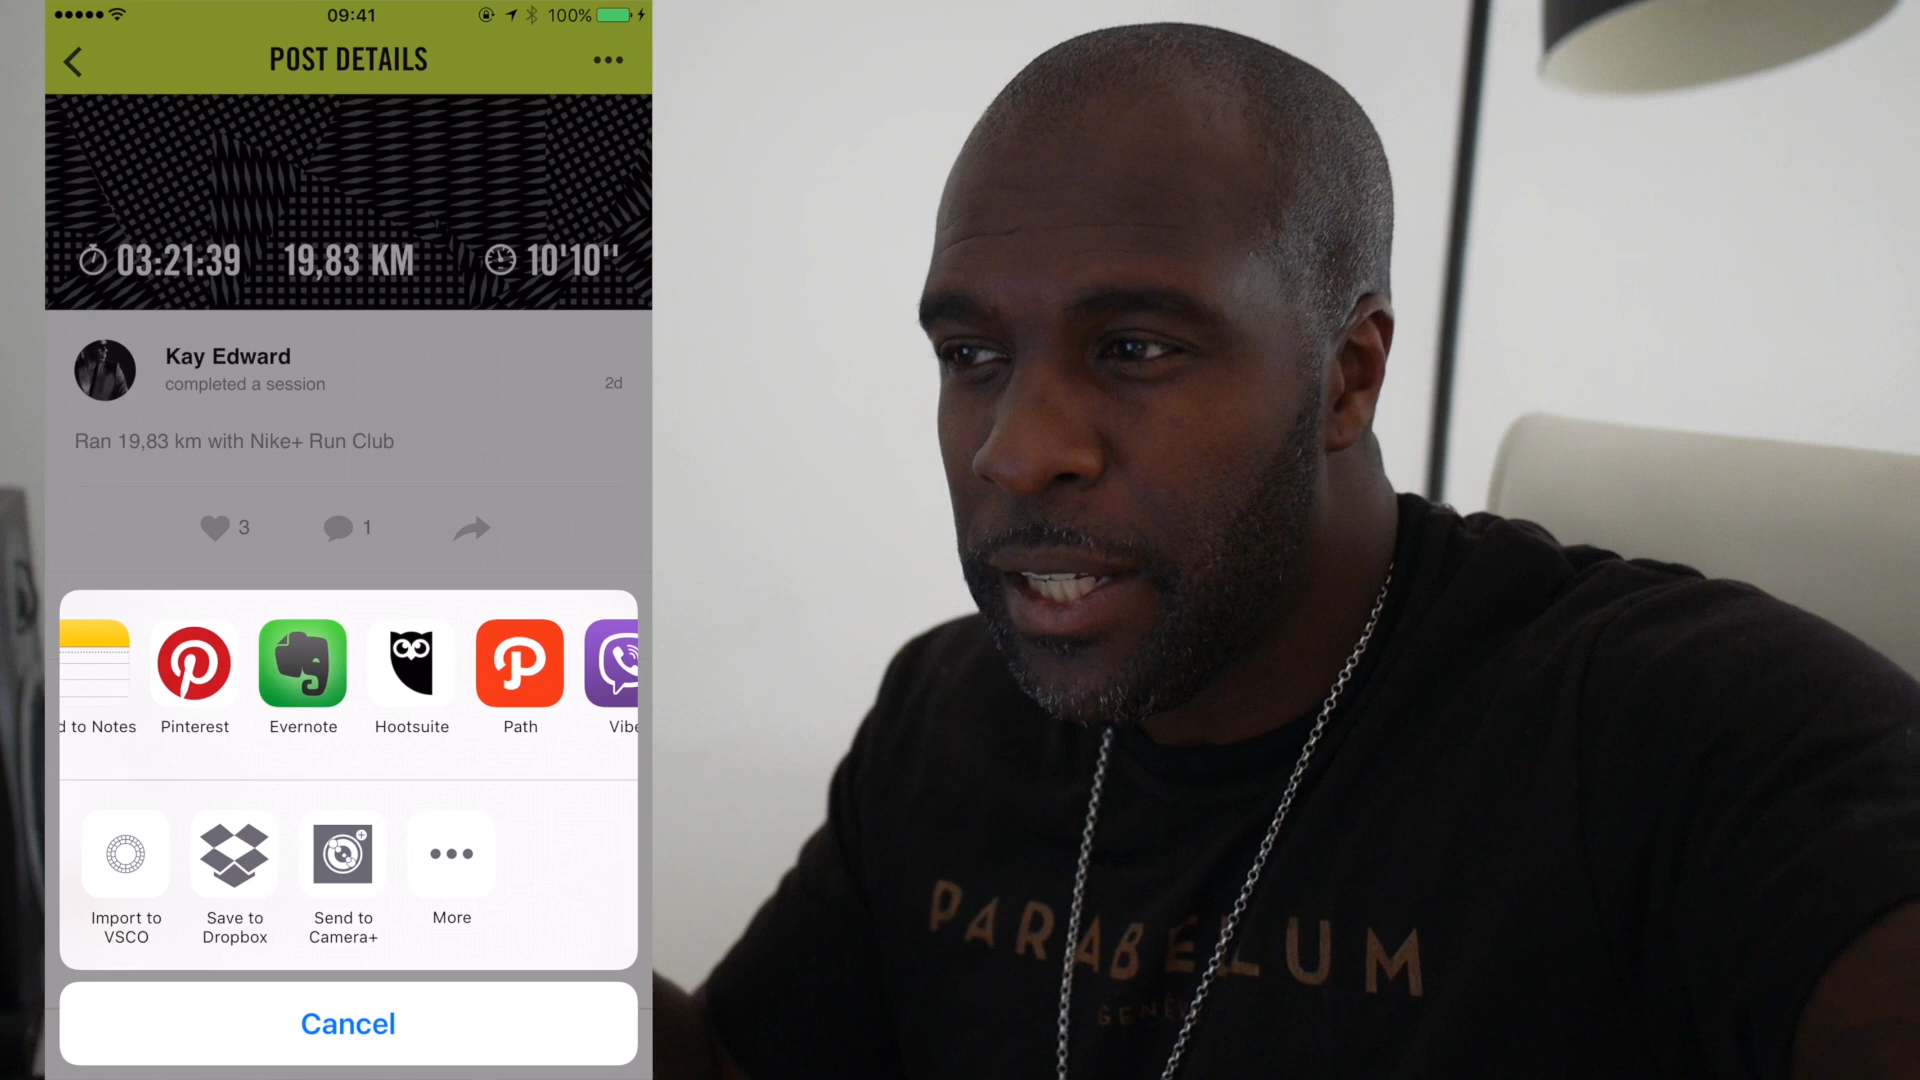 09:41
100%
POST DETAILS
03:21:39 19,83 KM 10'10"
Kay Edward
completed a session
2d
Ran 19,83 km with Nike+ Run Club
3 1
d to Notes Pinterest Evernote Hootsuite Path Vibe
Import to VSCO
Save to Dropbox
Send to Camera+
More
Cancel
PARABELUM